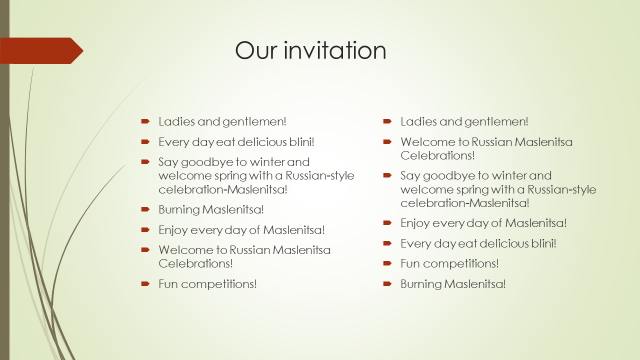 Our invitation
Ladies and gentlemen!
Every day eat delicious blini!
Say goodbye to winter and
welcome spring with a Russian-style
celebration-Maslenitsa!
Burning Maslenitsa!
Enjoy every day of Maslenitsa!
Welcome to Russian Maslenitsa
Celebrations!
Fun competitions!
Ladies and gentlemen!
Welcome to Russian Maslenitsa
Celebrations!
Say goodbye to winter and
welcome spring with a Russian-style
celebration-Maslenitsa!
Enjoy every day of Maslenitsa!
Every day eat delicious blini!
Fun competitions!
Burning Maslenitsa!